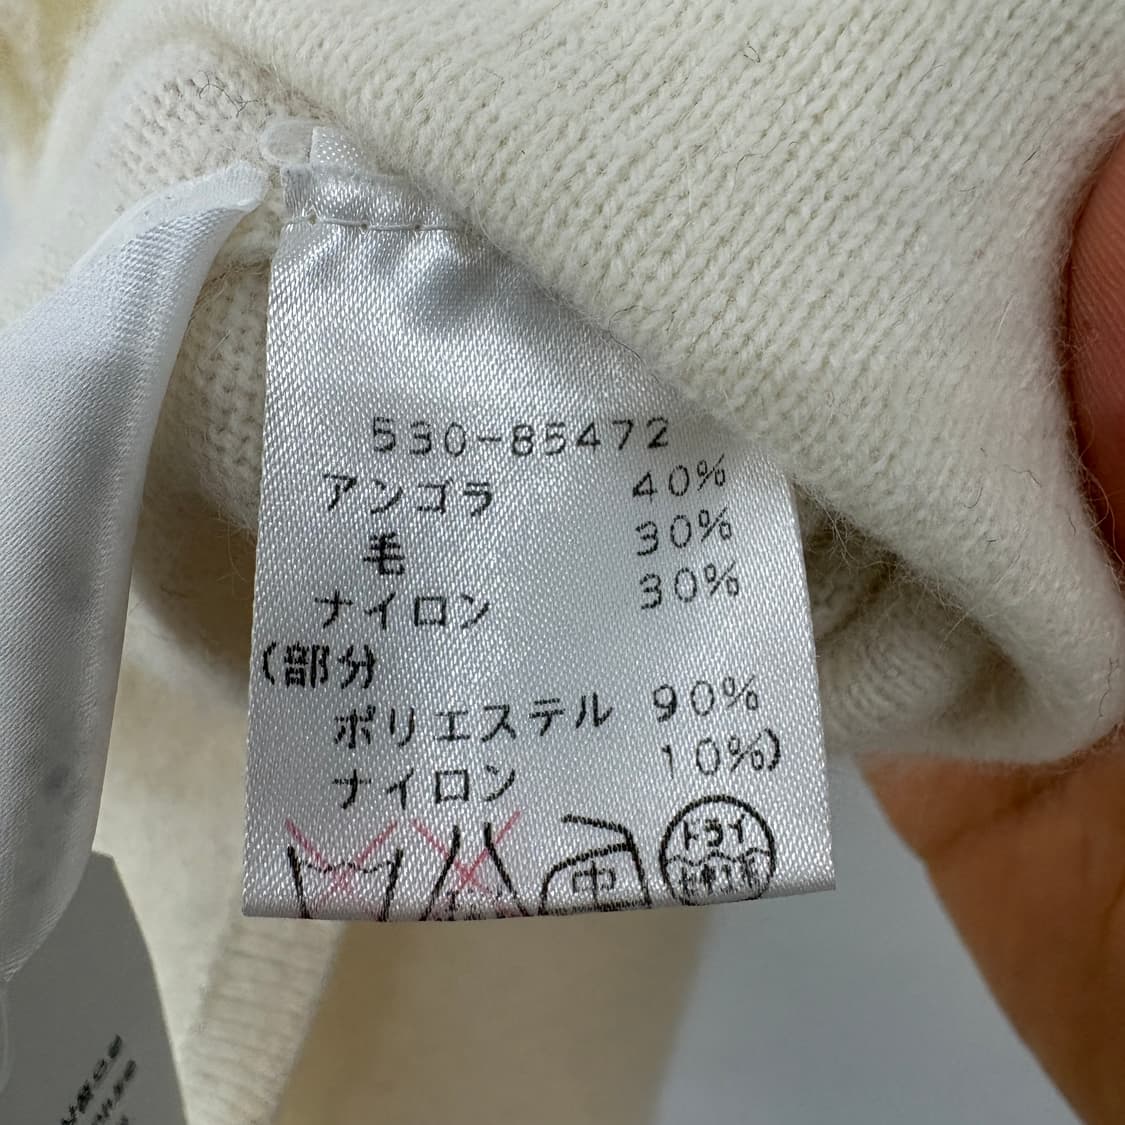 530-85472
アンゴラ 40%
毛 30%
ナイロン 30%
(部分
ポリエステル 90%
ナイロン 10%)
中
ドライ